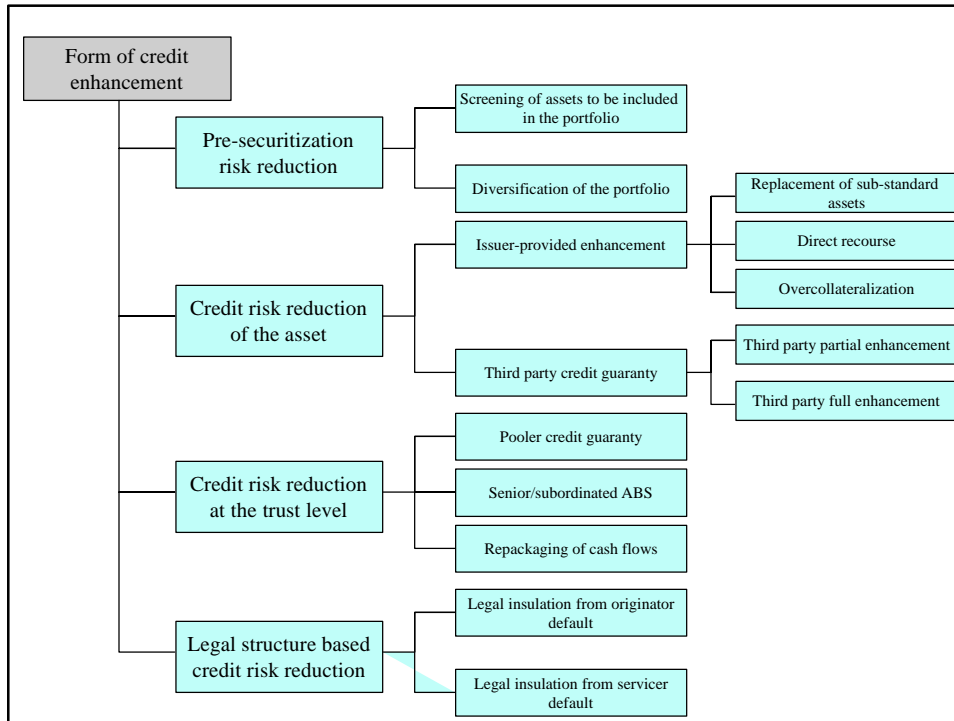 Form of credit
enhancement
Pre-securitization
risk reduction
Screening of assets to be included
in the portfolio
Diversification of the portfolio
Credit risk reduction
of the asset
Issuer-provided enhancement
Replacement of sub-standard
assets
Direct recourse
Overcollateralization
Third party credit guaranty
Third party partial enhancement
Third party full enhancement
Credit risk reduction
at the trust level
Pooler credit guaranty
Senior/subordinated ABS
Repackaging of cash flows
Legal structure based
credit risk reduction
Legal insulation from originator
default
Legal insulation from servicer
default